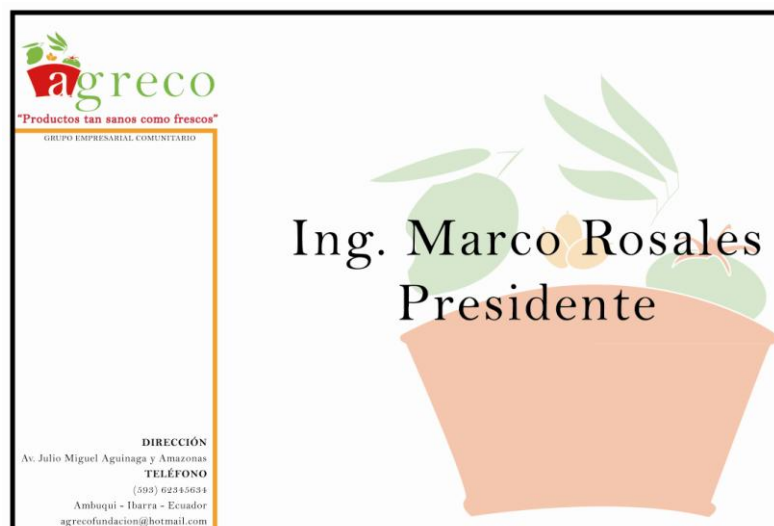 agreco
"Productos tan sanos como frescos"
GRUPO EMPRESARIAL COMUNITARIO
Ing. Marco Rosales
Presidente
DIRECCIÓN
Av. Julio Miguel Aguinaga y Amazonas
TELÉFONO
(593) 62345634
Ambuqui - Ibarra - Ecuador
agrecofundacion@hotmail.com